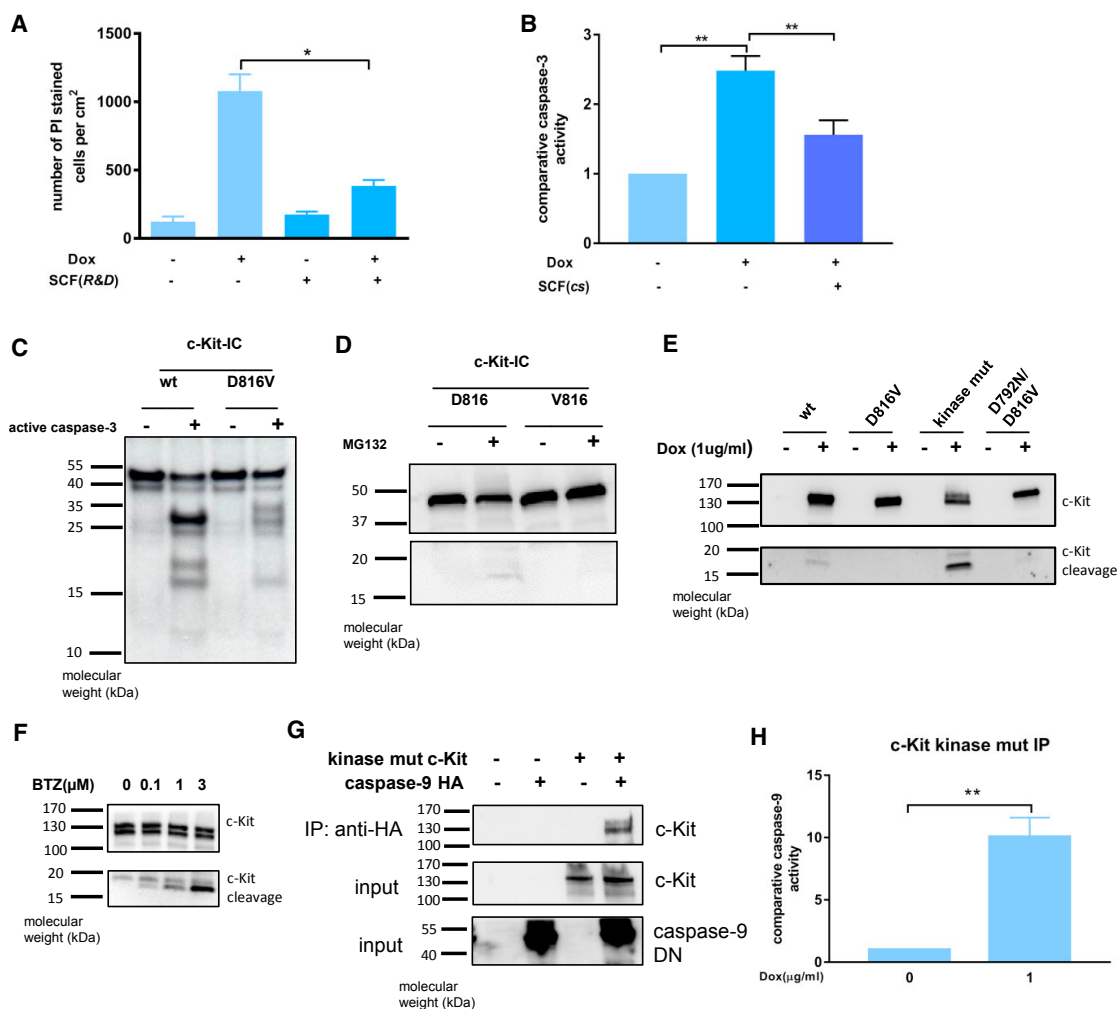 A
number of PI stained
cells per cm2
1500
1000
500
0
*
Dox - + - +
SCF(R&D) - - + +
B
comparative caspase-3
activity
3
2
1
0
** **
Dox - + +
SCF(cs) - - +
C
c-Kit-IC
wt D816V
active caspase-3 - + - +
55
40
35
25
15
10
molecular
weight (kDa)
D
c-Kit-IC
D816 V816
MG132 - + - +
50
37
20
15
molecular
weight (kDa)
E
wt D816V kinase mut D792N/
D816V
Dox (1ug/ml) - + - + - + - +
170
130
100
c-Kit
20
15
c-Kit
cleavage
molecular
weight (kDa)
F
BTZ(µM) 0 0.1 1 3
170
130
100
c-Kit
20
15
c-Kit
cleavage
molecular
weight (kDa)
G
kinase mut c-Kit - - + +
caspase-9 HA - + - +
IP: anti-HA
170
130
100
c-Kit
input
170
130
100
c-Kit
input
55
40
caspase-9
DN
molecular
weight (kDa)
H
c-Kit kinase mut IP
comparative caspase-9
activity
15
10
5
0
**
Dox(µg/ml) 0 1